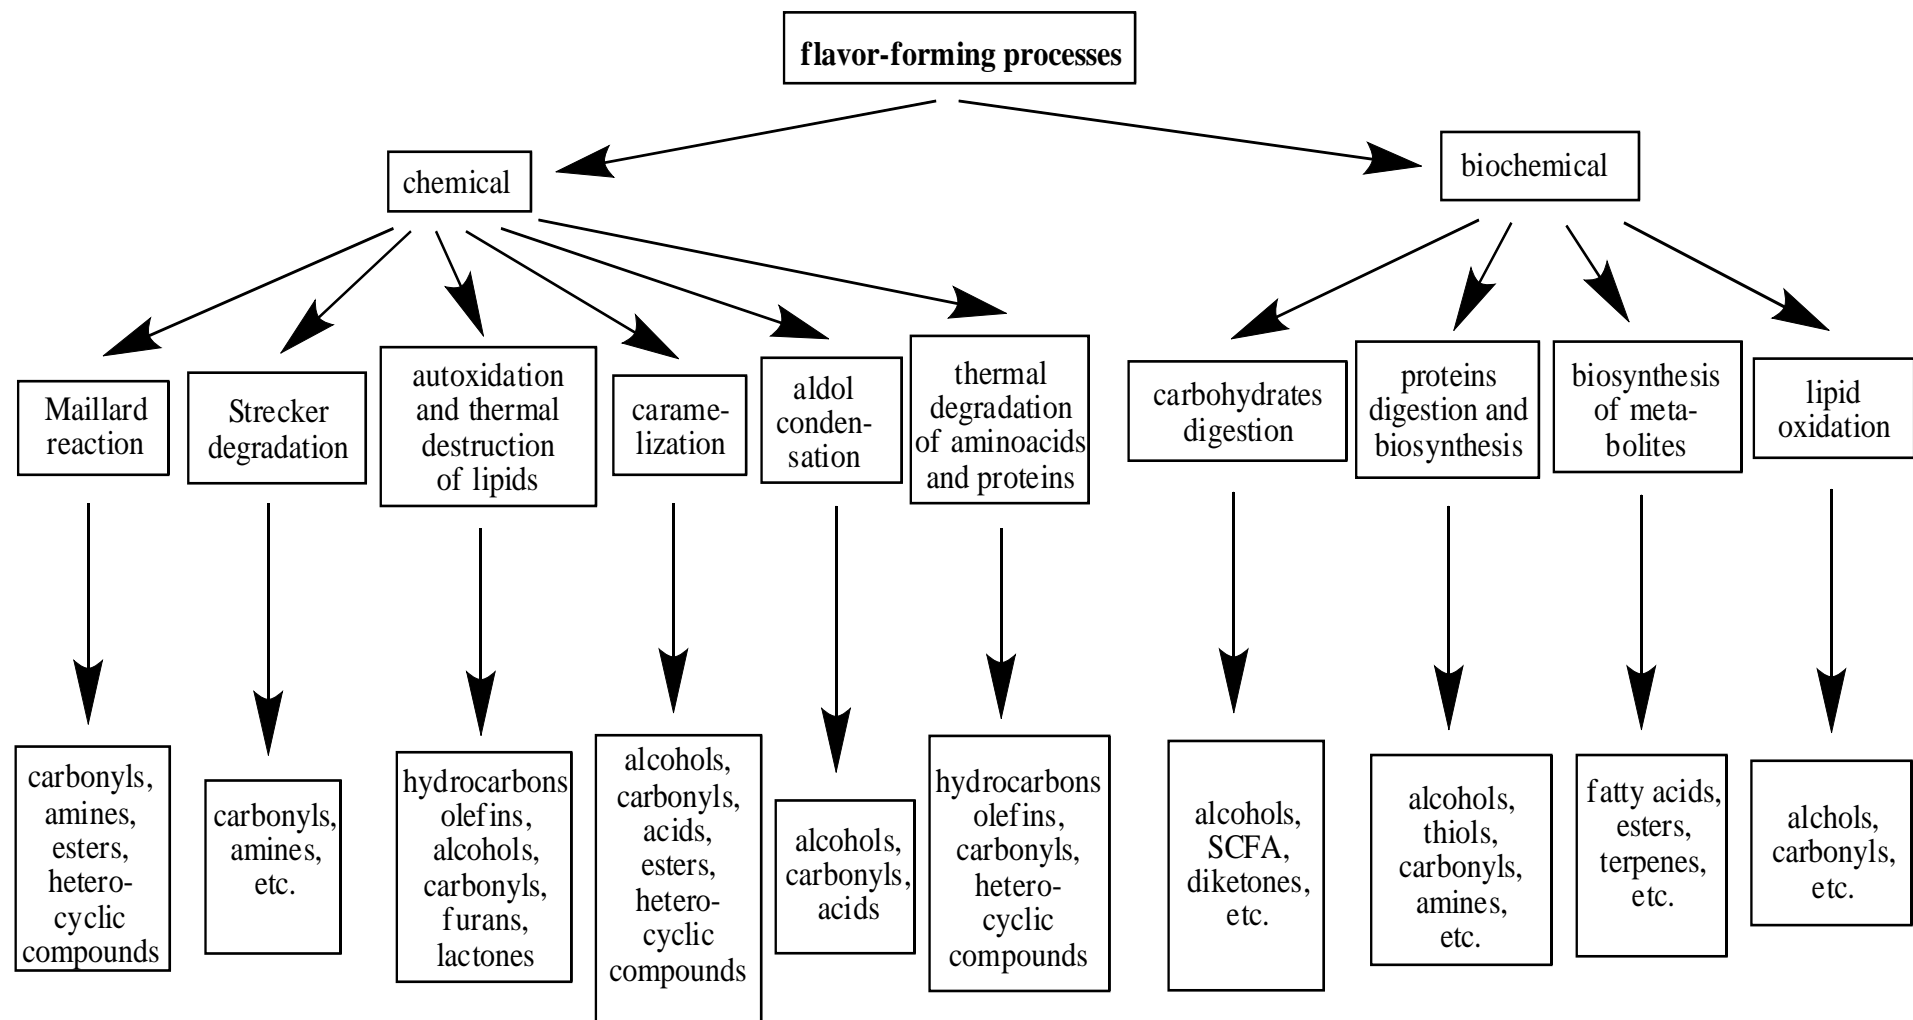 flavor-forming processes
chemical
biochemical
Maillard
reaction
Strecker
degradation
autoxidation
and thermal
destruction
of lipids
carame-
lization
aldol
conden-
sation
thermal
degradation
of aminoacids
and proteins
carbohydrates
digestion
proteins
digestion and
biosynthesis
biosynthesis
of meta-
bolites
lipid
oxidation
carbonyls,
amines,
esters,
hetero-
cyclic
compounds
carbonyls,
amines,
etc.
hydrocarbons
olefins,
alcohols,
carbonyls,
furans,
lactones
alcohols,
carbonyls,
acids,
esters,
hetero-
cyclic
compounds
alcohols,
carbonyls,
acids
hydrocarbons
olefins,
carbonyls,
hetero-
cyclic
compounds
alcohols,
SCFA,
diketones,
etc.
alcohols,
thiols,
carbonyls,
amines,
etc.
fatty acids,
esters,
terpenes,
etc.
alchols,
carbonyls,
etc.